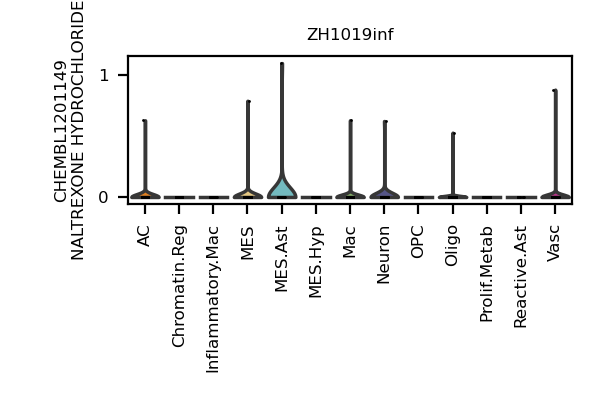 ZH1019inf
CHEMBL1201149
NALTREXONE HYDROCHLORIDE
1
0
AC
Chromatin.Reg
Inflammatory.Mac
MES
MES.Ast
MES.Hyp
Mac
Neuron
OPC
Oligo
Prolif.Metab
Reactive.Ast
Vasc